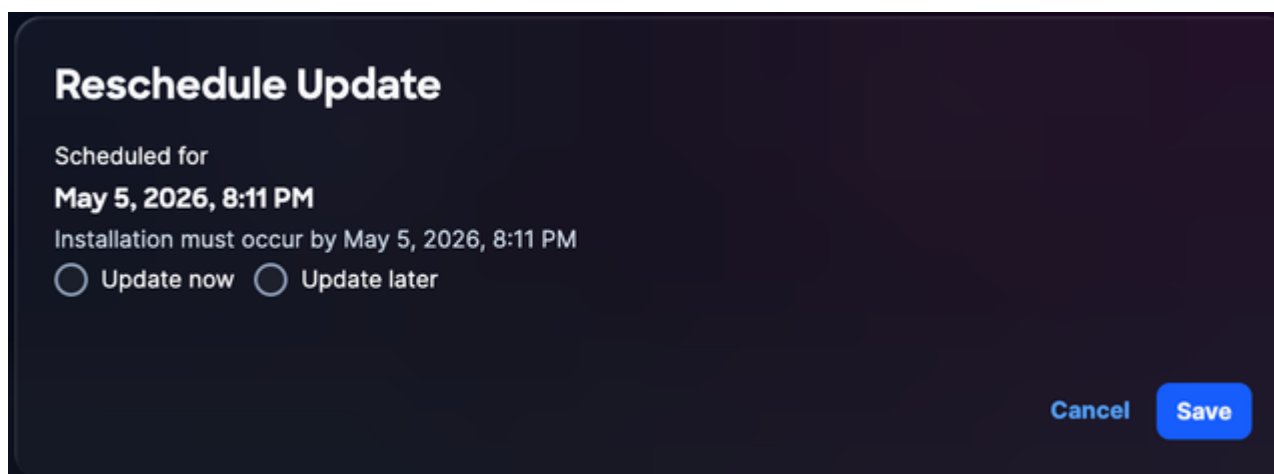 Reschedule Update
Scheduled for
May 5, 2026, 8:11 PM
Installation must occur by May 5, 2026, 8:11 PM
Update now Update later
Cancel Save